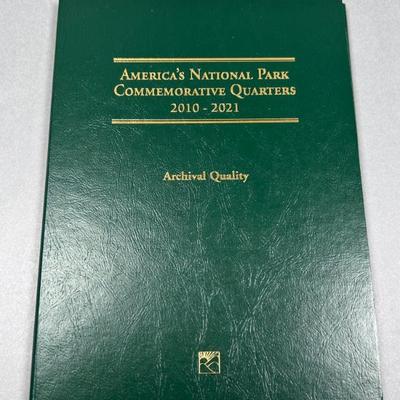 AMERICA'S NATIONAL PARK
COMMEMORATIVE QUARTERS
2010 - 2021
Archival Quality